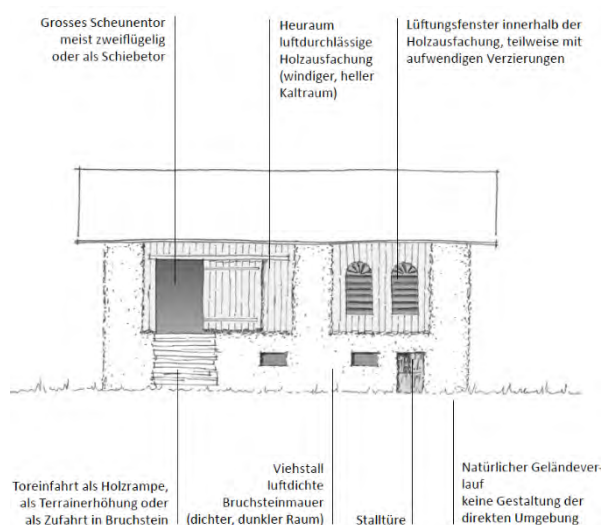 Grosses Scheunentor
meist zweiflügelig
oder als Schiebetor
Heuraum
luftdurchlässige
Holzausfachung
(windiger, heller
Kaltraum)
Lüftungsfenster innerhalb der
Holzausfachung, teilweise mit
aufwendigen Verzierungen
Toreinfahrt als Holzrampe,
als Terrainerhöhung oder
als Zufahrt in Bruchstein
Viehstall
luftdichte
Bruchsteinmauer
(dichter, dunkler Raum)
Stalltüre
Natürlicher Geländever-
lauf
keine Gestaltung der
direkten Umgebung